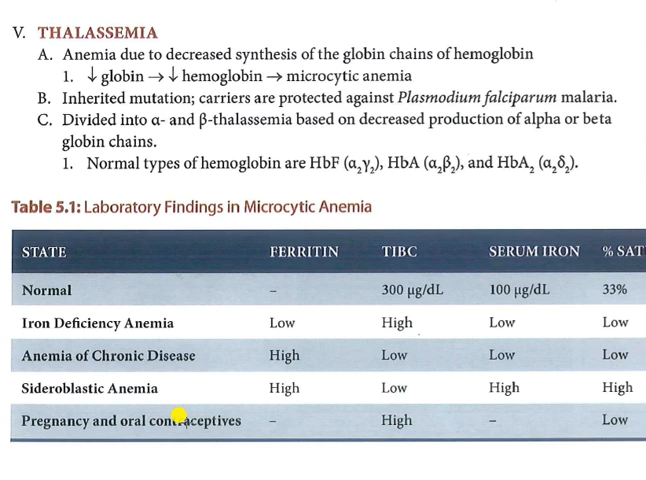 V. THALASSEMIA
A. Anemia due to decreased synthesis of the globin chains of hemoglobin
1. ↓ globin → ↓ hemoglobin → microcytic anemia
B. Inherited mutation; carriers are protected against Plasmodium falciparum malaria.
C. Divided into α- and β-thalassemia based on decreased production of alpha or beta
globin chains.
1. Normal types of hemoglobin are HbF (α₂γ₂), HbA (α₂β₂), and HbA₂ (α₂δ₂).
Table 5.1: Laboratory Findings in Microcytic Anemia
STATE FERRITIN TIBC SERUM IRON % SAT
Normal – 300 μg/dL 100 μg/dL 33%
Iron Deficiency Anemia Low High Low Low
Anemia of Chronic Disease High Low Low Low
Sideroblastic Anemia High Low High High
Pregnancy and oral contraceptives – High – Low